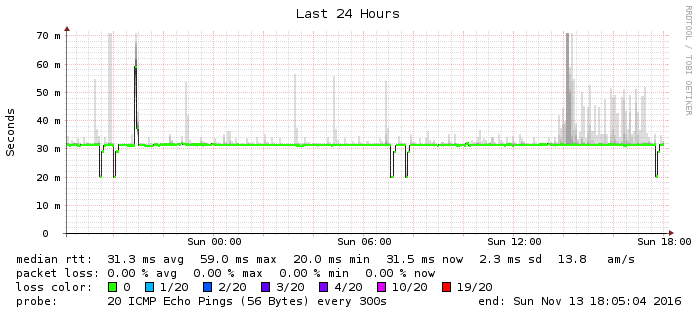 Last 24 Hours
RRDTOOL / TOBI OETIKER
Seconds
70 m
60 m
50 m
40 m
30 m
20 m
10 m
0
Sun 00:00 Sun 06:00 Sun 12:00 Sun 18:00
median rtt: 31.3 ms avg 59.0 ms max 20.0 ms min 31.5 ms now 2.3 ms sd 13.8 am/s
packet loss: 0.00 % avg 0.00 % max 0.00 % min 0.00 % now
loss color: 0 1/20 2/20 3/20 4/20 10/20 19/20
probe: 20 ICMP Echo Pings (56 Bytes) every 300s end: Sun Nov 13 18:05:04 2016